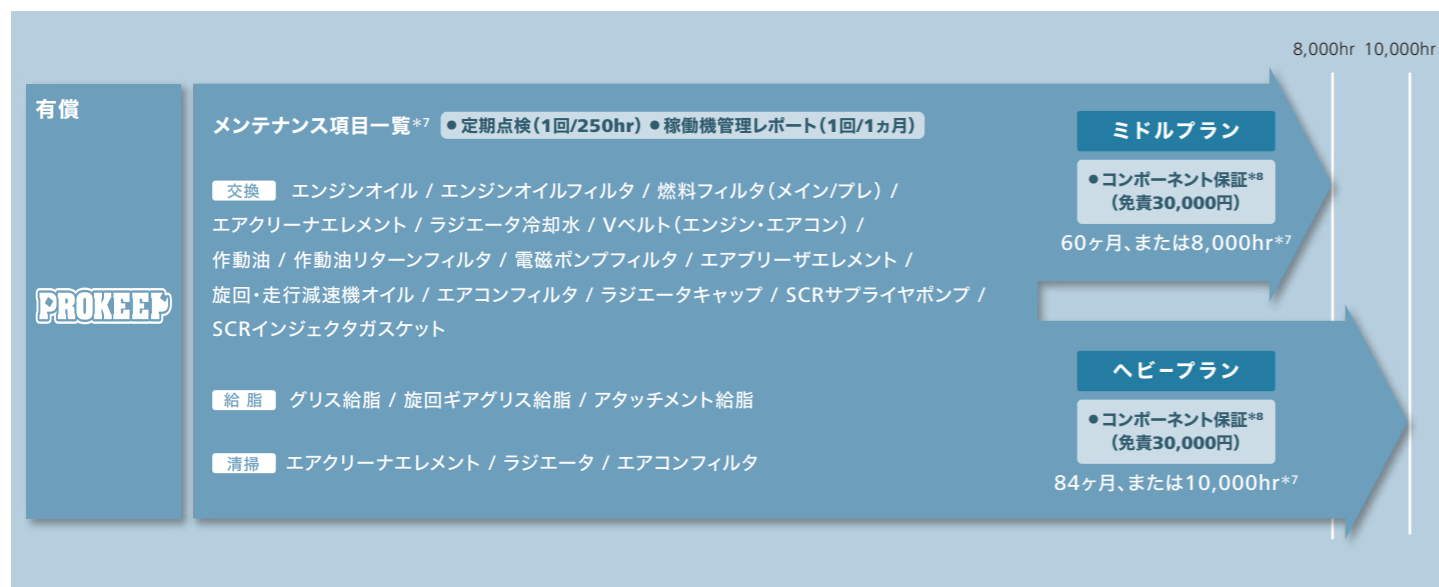 8,000hr 10,000hr
有償
PROKEEP
メンテナンス項目一覧*7 ●定期点検(1回/250hr) ●稼働機管理レポート(1回/1ヵ月)
交換 エンジンオイル / エンジンオイルフィルタ / 燃料フィルタ(メイン/プレ) /
エアクリーナエレメント / ラジエータ冷却水 / Vベルト(エンジン・エアコン) /
作動油 / 作動油リターンフィルタ / 電磁ポンプフィルタ / エアブリーザエレメント /
旋回・走行減速機オイル / エアコンフィルタ / ラジエータキャップ / SCRサプライヤポンプ /
SCRインジェクタガスケット
給脂 グリス給脂 / 旋回ギアグリス給脂 / アタッチメント給脂
清掃 エアクリーナエレメント / ラジエータ / エアコンフィルタ
ミドルプラン
●コンポーネント保証*8
(免責30,000円)
60ヶ月、または8,000hr*7
ヘビープラン
●コンポーネント保証*8
(免責30,000円)
84ヶ月、または10,000hr*7